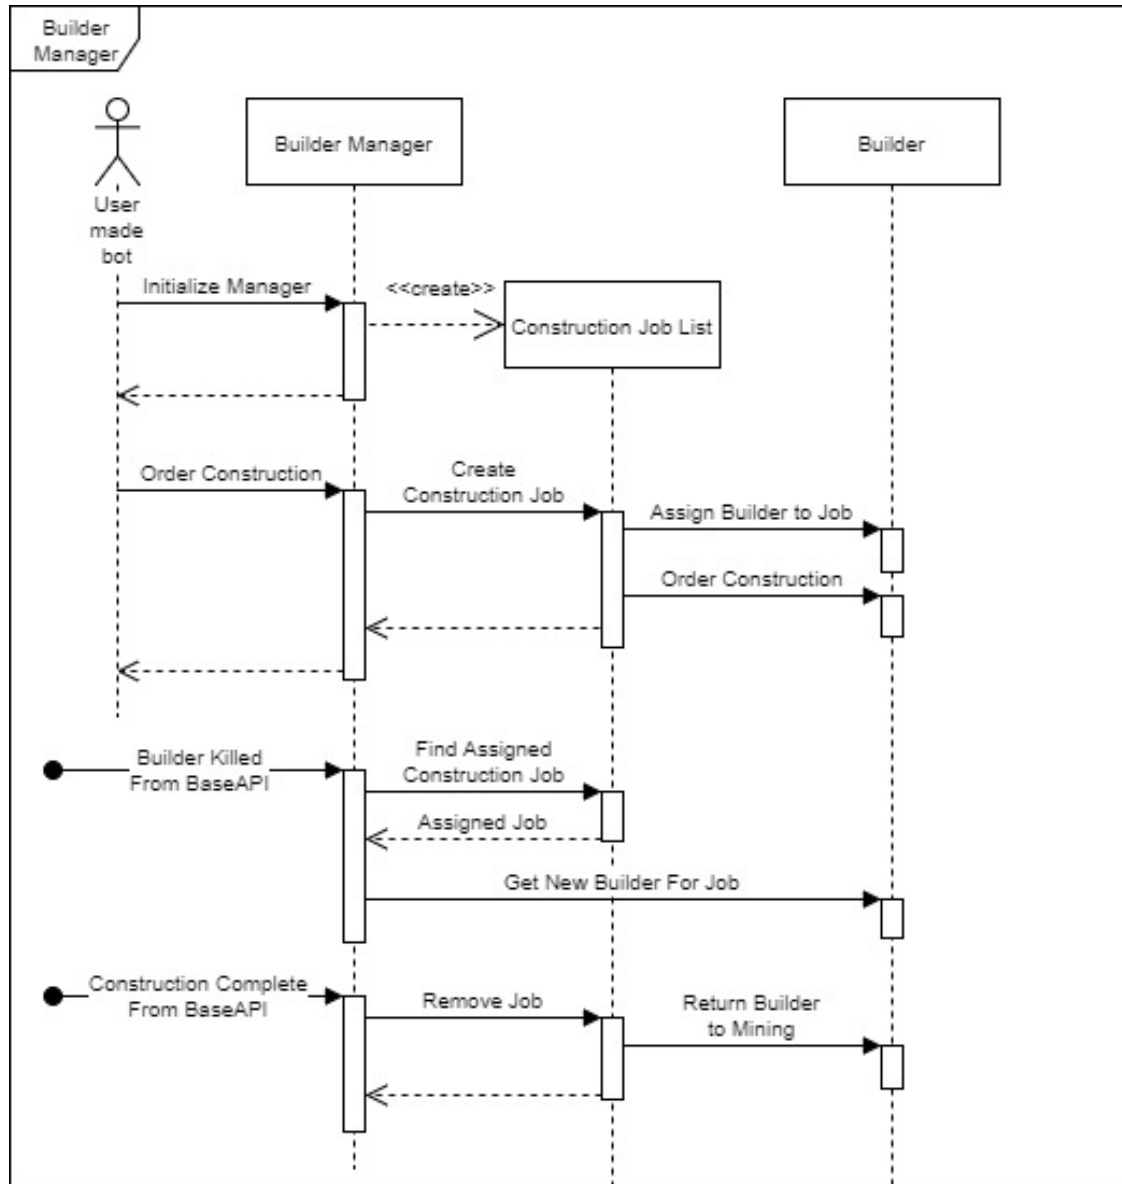 Builder
Manager
Builder Manager
Builder
User
made
bot
Initialize Manager
<<create>>
Construction Job List
Order Construction
Create
Construction Job
Assign Builder to Job
Order Construction
Builder Killed
From BaseAPI
Find Assigned
Construction Job
Assigned Job
Get New Builder For Job
Construction Complete
From BaseAPI
Remove Job
Return Builder
to Mining